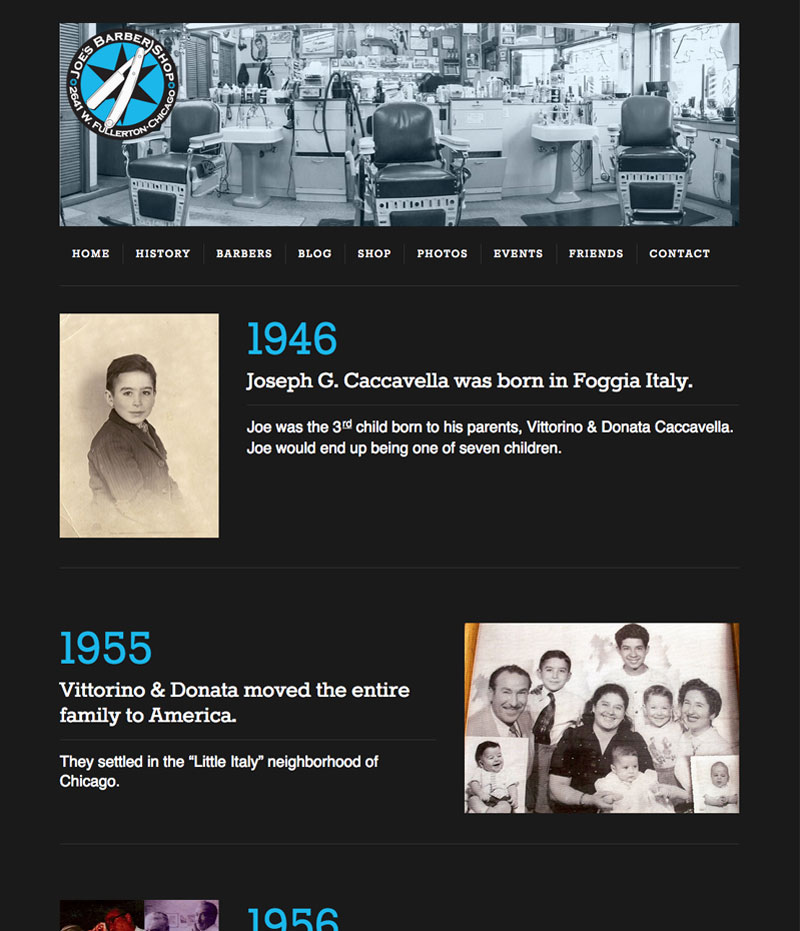 JOE'S BARBER SHOP
2641 W. FULLERTON · CHICAGO
HOME
HISTORY
BARBERS
BLOG
SHOP
PHOTOS
EVENTS
FRIENDS
CONTACT
1946
Joseph G. Caccavella was born in Foggia Italy.
Joe was the 3rd child born to his parents, Vittorino & Donata Caccavella.
Joe would end up being one of seven children.
1955
Vittorino & Donata moved the entire
family to America.
They settled in the “Little Italy” neighborhood of
Chicago.
1956